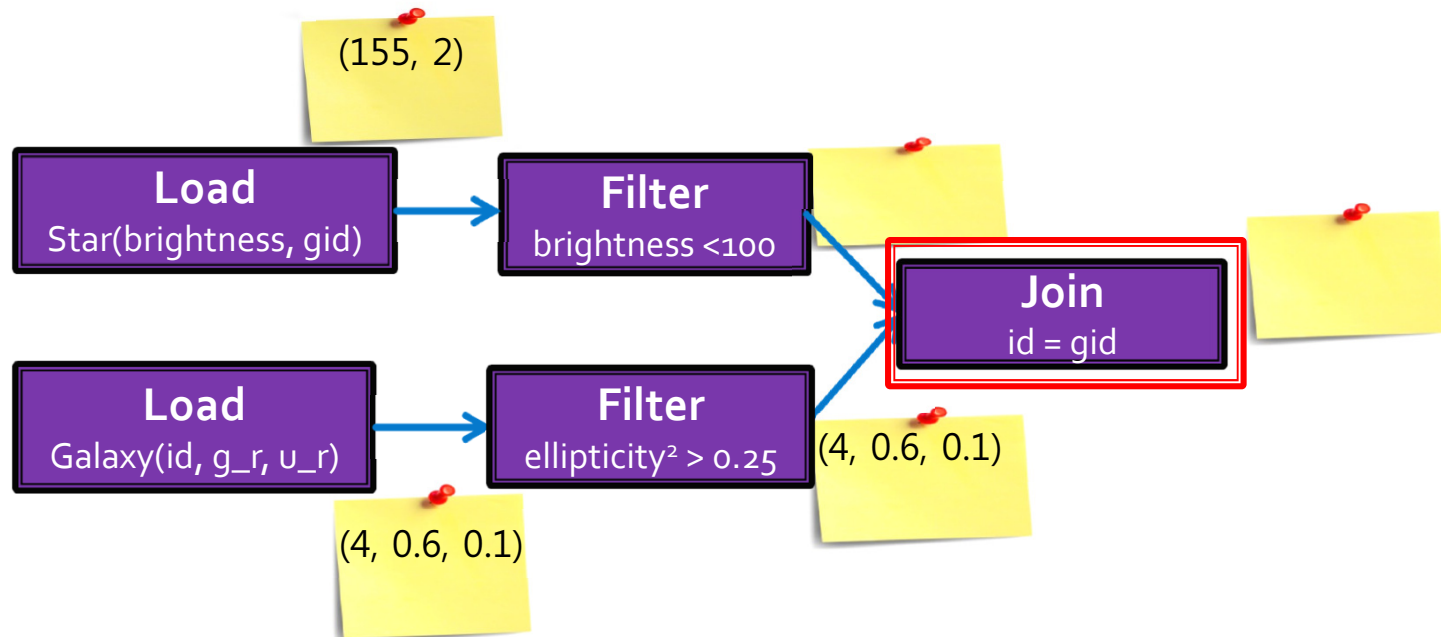 (155, 2)
Load
Star(brightness, gid)
Filter
brightness <100
Join
id = gid
Load
Galaxy(id, g_r, u_r)
Filter
ellipticity² > 0.25
(4, 0.6, 0.1)
(4, 0.6, 0.1)